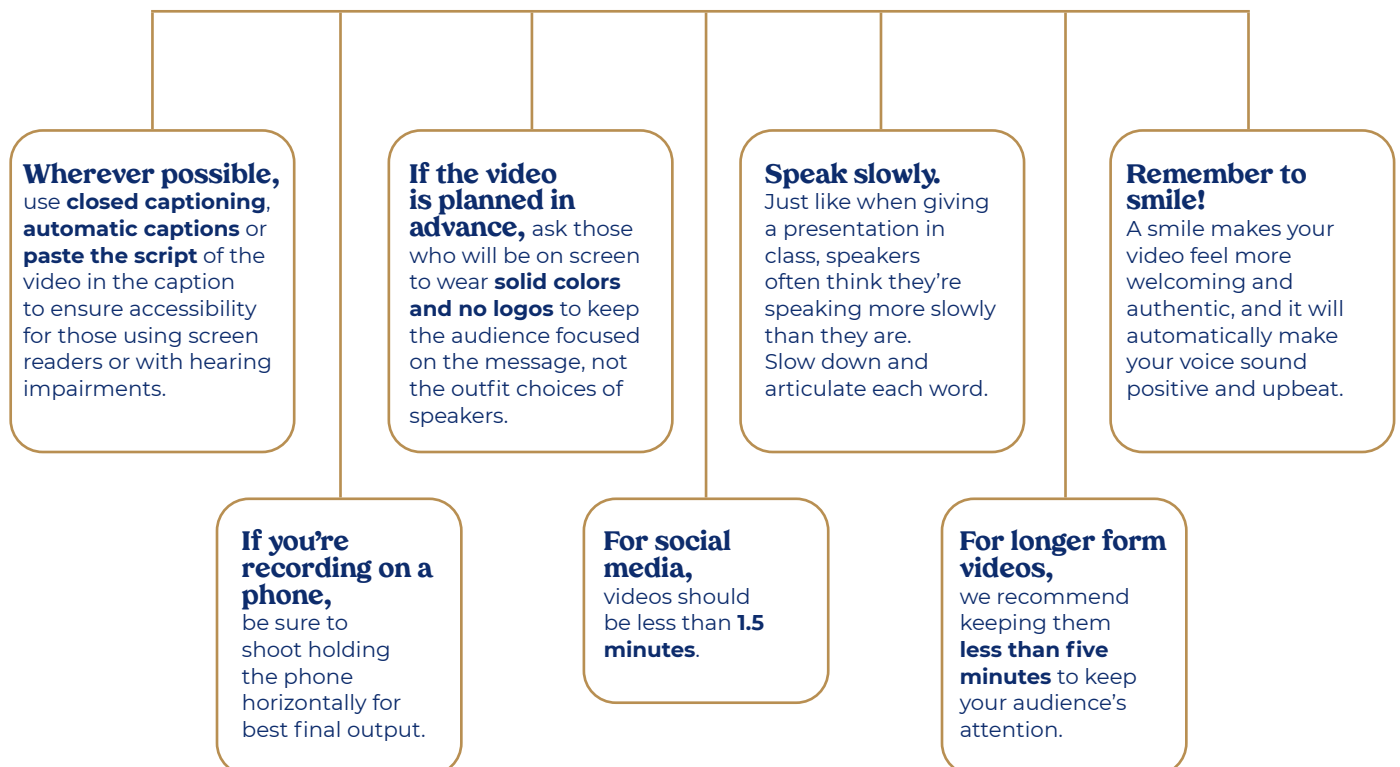 Wherever possible,
use closed captioning,
automatic captions or
paste the script of the
video in the caption
to ensure accessibility
for those using screen
readers or with hearing
impairments.
If the video
is planned in
advance, ask those
who will be on screen
to wear solid colors
and no logos to keep
the audience focused
on the message, not
the outfit choices of
speakers.
Speak slowly.
Just like when giving
a presentation in
class, speakers
often think they’re
speaking more slowly
than they are.
Slow down and
articulate each word.
Remember to
smile!
A smile makes your
video feel more
welcoming and
authentic, and it will
automatically make
your voice sound
positive and upbeat.
If you’re
recording on a
phone,
be sure to
shoot holding
the phone
horizontally for
best final output.
For social
media,
videos should
be less than 1.5
minutes.
For longer form
videos,
we recommend
keeping them
less than five
minutes to keep
your audience’s
attention.